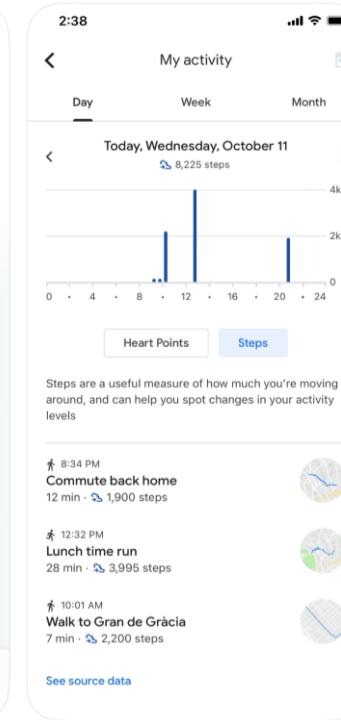 2:38
My activity
Day Week Month
Today, Wednesday, October 11
8,225 steps
4k
2k
0
0 · 4 · 8 · 12 · 16 · 20 · 24
Heart Points Steps
Steps are a useful measure of how much you're moving
around, and can help you spot changes in your activity
levels
8:34 PM
Commute back home
12 min · 1,900 steps
12:32 PM
Lunch time run
28 min · 3,995 steps
10:01 AM
Walk to Gran de Gràcia
7 min · 2,200 steps
See source data